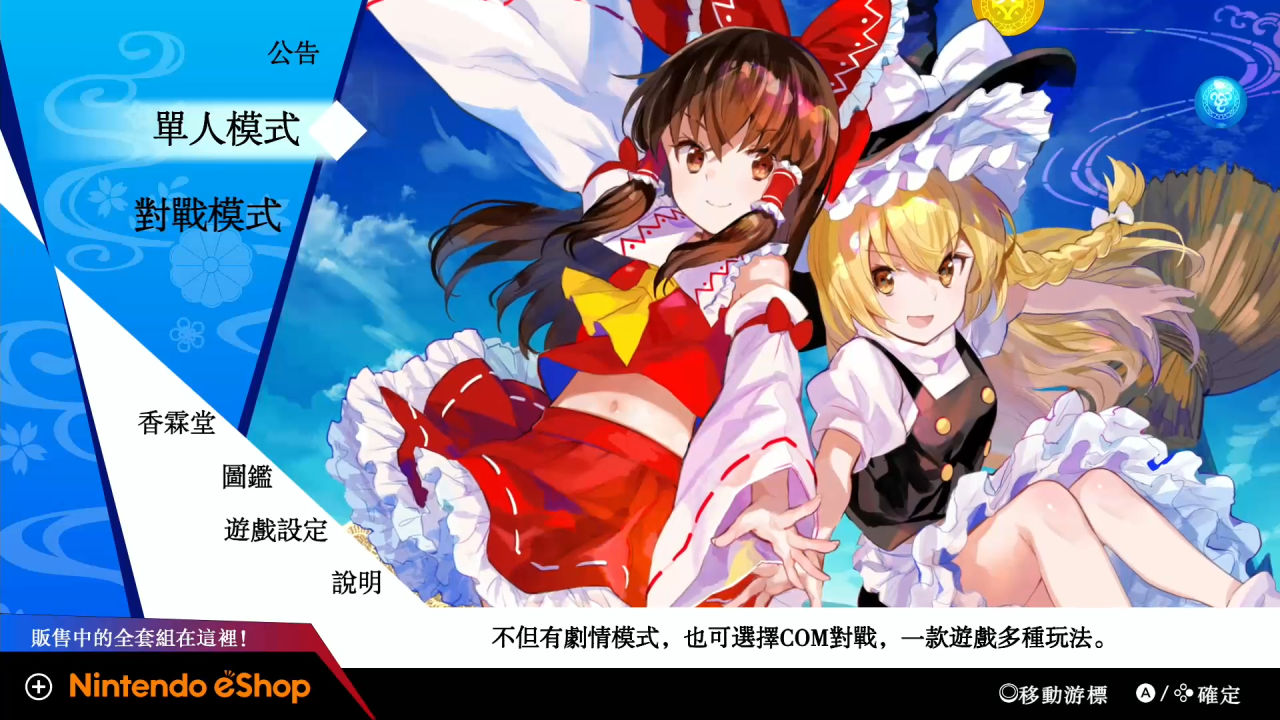 公告
單人模式
對戰模式
香霖堂
圖鑑
遊戲設定
說明
販售中的全套組在這裡!
不但有劇情模式，也可選擇COM對戰，一款遊戲多種玩法。
Nintendo eShop
移動游標 A/確定